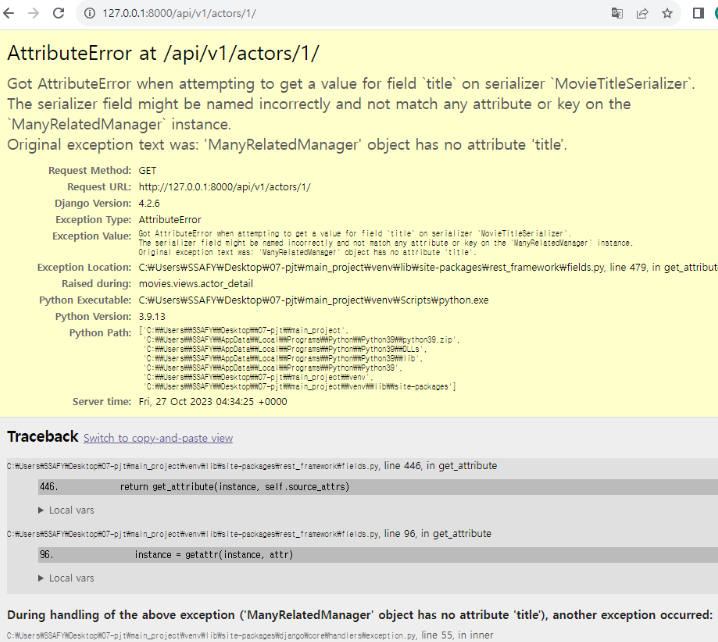 127.0.0.1:8000/api/v1/actors/1/
AttributeError at /api/v1/actors/1/
Got AttributeError when attempting to get a value for field `title` on serializer `MovieTitleSerializer`.
The serializer field might be named incorrectly and not match any attribute or key on the
`ManyRelatedManager` instance.
Original exception text was: 'ManyRelatedManager' object has no attribute 'title'.
Request Method: GET
Request URL: http://127.0.0.1:8000/api/v1/actors/1/
Django Version: 4.2.6
Exception Type: AttributeError
Exception Value: Got AttributeError when attempting to get a value for field `title` on serializer `MovieTitleSerializer`.
The serializer field might be named incorrectly and not match any attribute or key on the `ManyRelatedManager` instance.
Original exception text was: 'ManyRelatedManager' object has no attribute 'title'.
Exception Location: C:₩Users₩SSAFY₩Desktop₩07-pjt₩main_project₩venv₩lib₩site-packages₩rest_framework₩fields.py, line 479, in get_attribut
Raised during: movies.views.actor_detail
Python Executable: C:₩Users₩SSAFY₩Desktop₩07-pjt₩main_project₩venv₩Scripts₩python.exe
Python Version: 3.9.13
Python Path: ['C:₩₩Users₩₩SSAFY₩₩Desktop₩₩07-pjt₩₩main_project',
'C:₩₩Users₩₩SSAFY₩₩AppData₩₩Local₩₩Programs₩₩Python₩₩Python39₩₩python39.zip',
'C:₩₩Users₩₩SSAFY₩₩AppData₩₩Local₩₩Programs₩₩Python₩₩Python39₩₩DLLs',
'C:₩₩Users₩₩SSAFY₩₩AppData₩₩Local₩₩Programs₩₩Python₩₩Python39₩₩lib',
'C:₩₩Users₩₩SSAFY₩₩AppData₩₩Local₩₩Programs₩₩Python₩₩Python39',
'C:₩₩Users₩₩SSAFY₩₩Desktop₩₩07-pjt₩₩main_project₩₩venv',
'C:₩₩Users₩₩SSAFY₩₩Desktop₩₩07-pjt₩₩main_project₩₩venv₩₩lib₩₩site-packages']
Server time: Fri, 27 Oct 2023 04:34:25 +0000
Traceback Switch to copy-and-paste view
C:₩Users₩SSAFY₩Desktop₩07-pjt₩main_project₩venv₩lib₩site-packages₩rest_framework₩fields.py, line 446, in get_attribute
446. return get_attribute(instance, self.source_attrs)
▶ Local vars
C:₩Users₩SSAFY₩Desktop₩07-pjt₩main_project₩venv₩lib₩site-packages₩rest_framework₩fields.py, line 96, in get_attribute
96. instance = getattr(instance, attr)
▶ Local vars
During handling of the above exception ('ManyRelatedManager' object has no attribute 'title'), another exception occurred:
C:₩Users₩SSAFY₩Desktop₩07-pjt₩main_project₩venv₩lib₩site-packages₩django₩core₩handlers₩exception.py, line 55, in inner